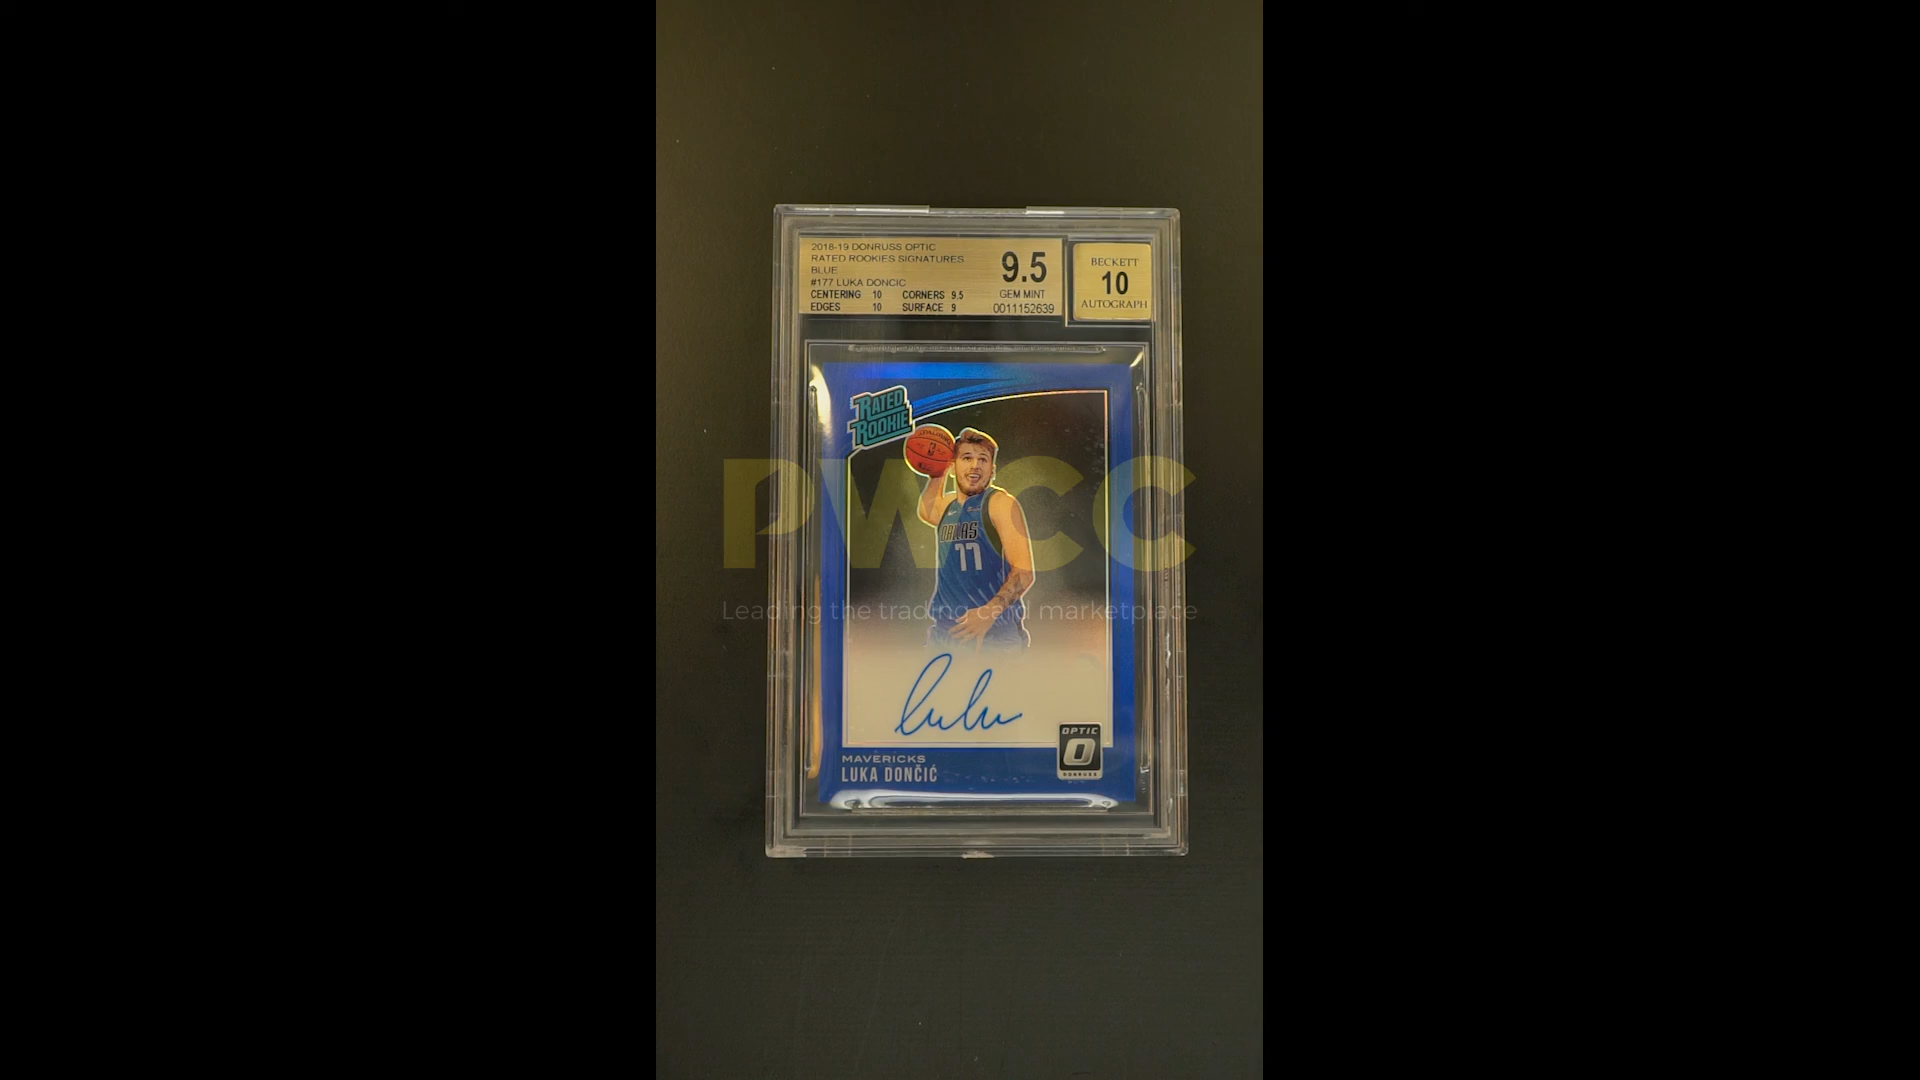 2018-19 DONRUSS OPTIC
RATED ROOKIES SIGNATURES
BLUE
#177 LUKA DONCIC
CENTERING 10 CORNERS 9.5
EDGES 10 SURFACE 9
9.5
GEM MINT
0011152639
BECKETT
10
AUTOGRAPH
RATED
ROOKIE
SPALDING
DALLAS
77
PWCC
Leading the trading card marketplace
OPTIC
O
DONRUSS
MAVERICKS
LUKA DONČIĆ